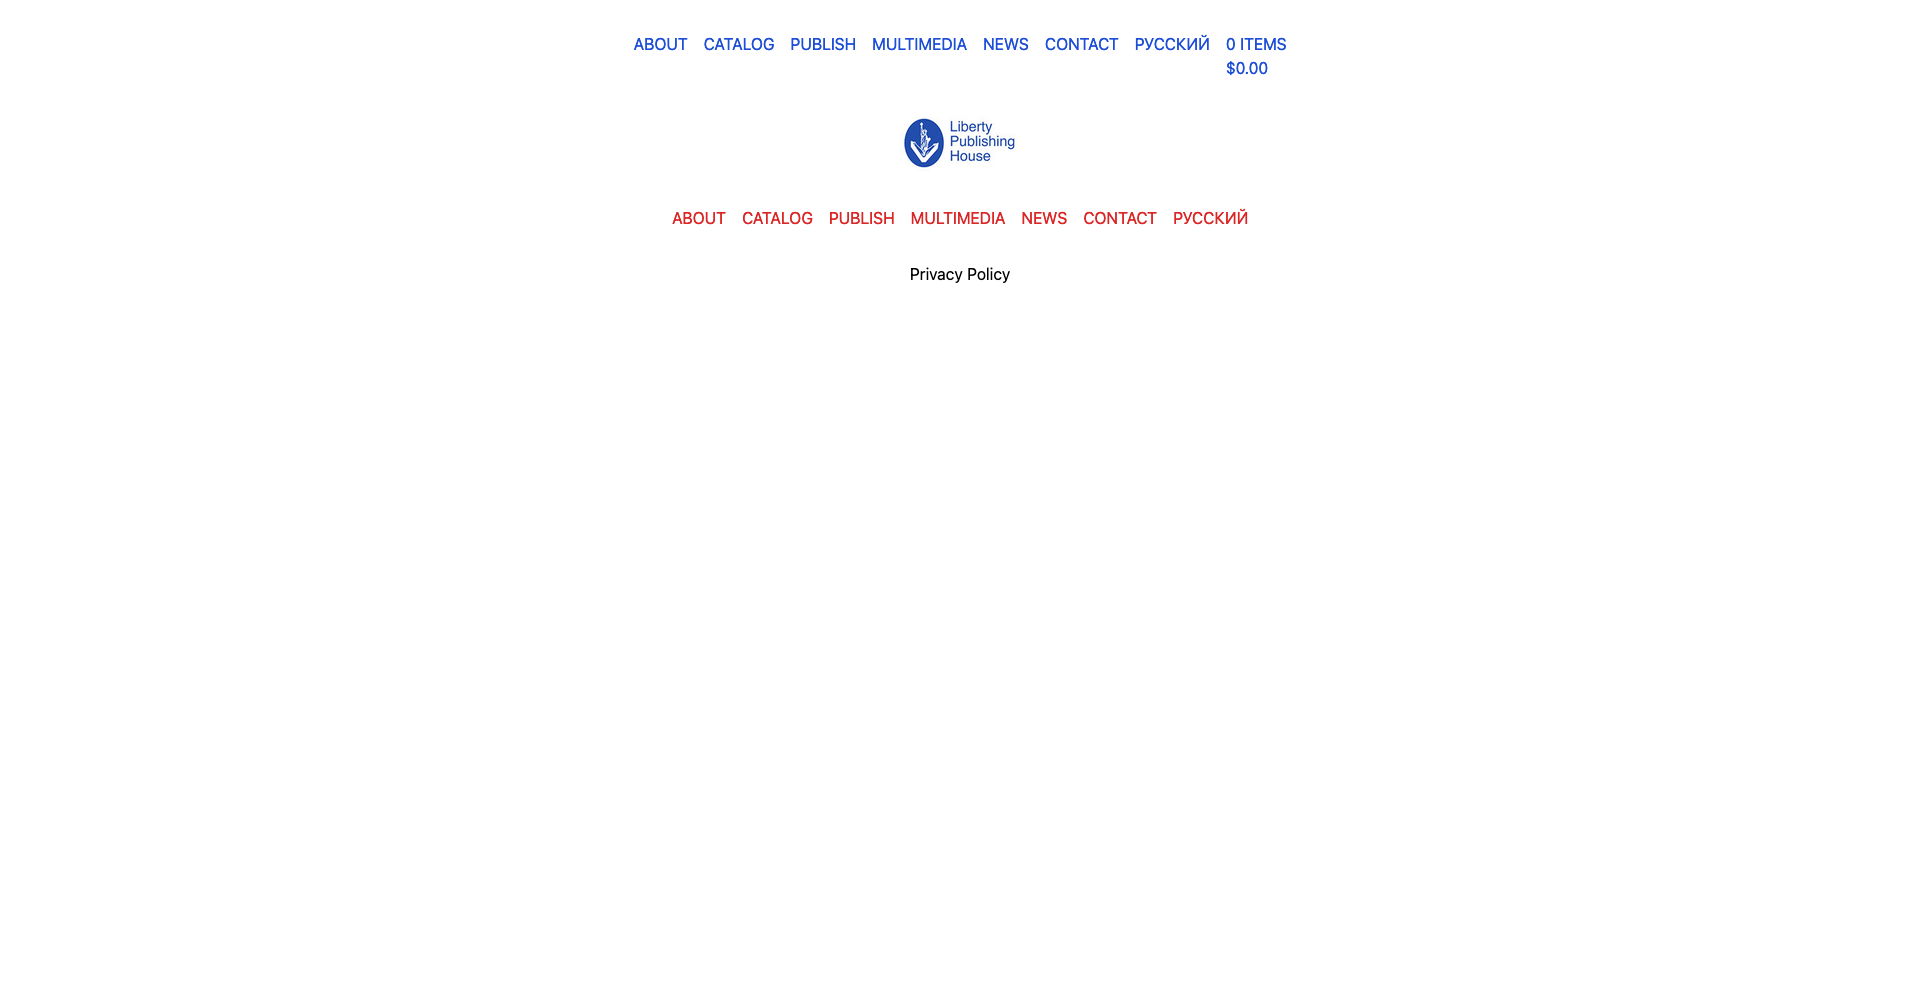 ABOUT CATALOG PUBLISH MULTIMEDIA NEWS CONTACT РУССКИЙ 0 ITEMS
$0.00
Liberty
Publishing
House
ABOUT CATALOG PUBLISH MULTIMEDIA NEWS CONTACT РУССКИЙ
Privacy Policy